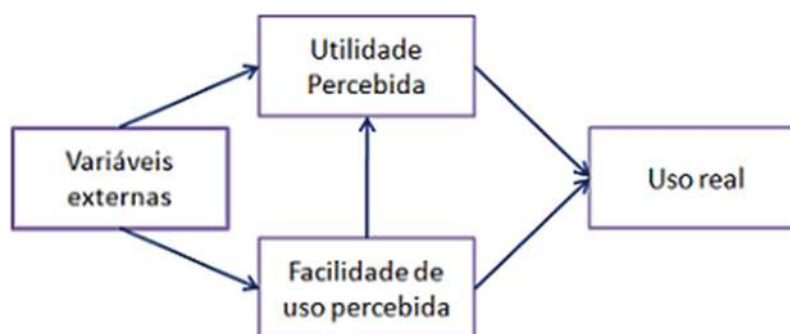 Utilidade
Percebida
Variáveis
externas
Uso real
Facilidade de
uso percebida